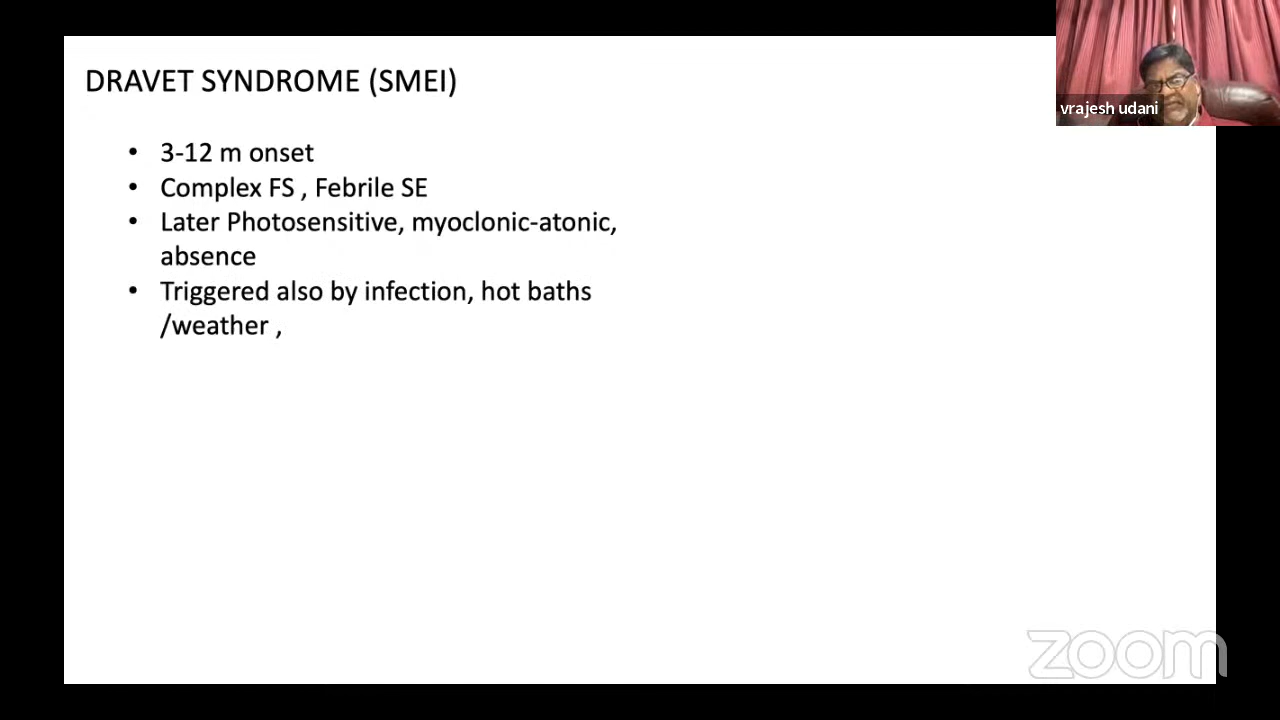 DRAVET SYNDROME (SMEI)
vrajesh udani
• 3-12 m onset
• Complex FS , Febrile SE
• Later Photosensitive, myoclonic-atonic,
absence
• Triggered also by infection, hot baths
/weather ,
zoom